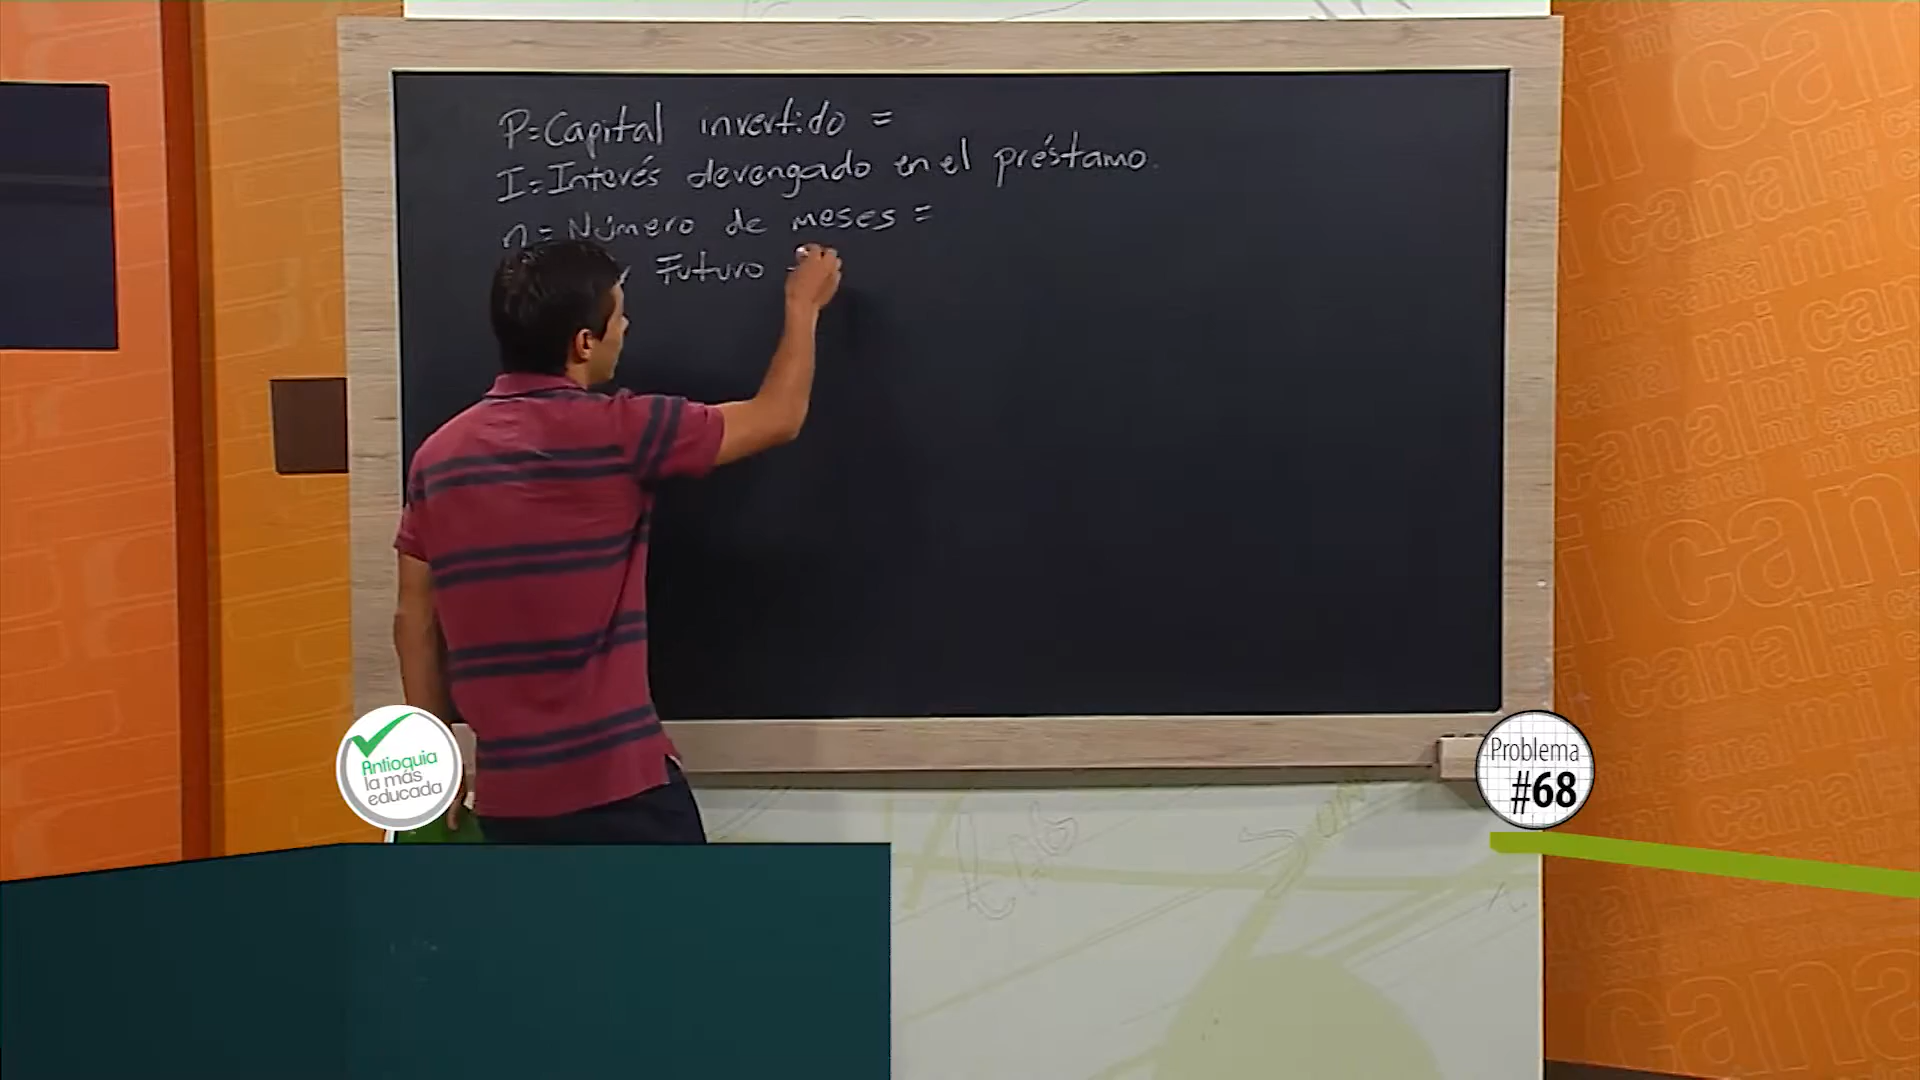 P=Capital invertido =
I=Interés devengado en el préstamo.
n=Número de meses =
Futuro
Antioquia
la más
educada
Problema
#68
mi canal